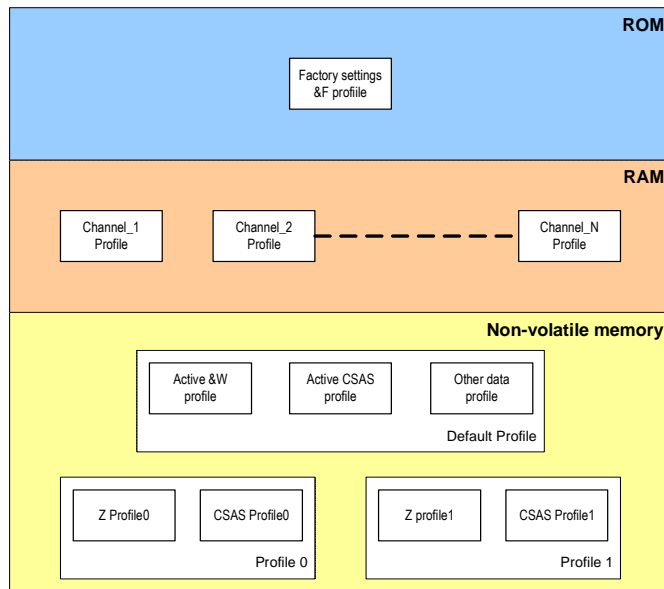 ROM
Factory settings
&F profiile
RAM
Channel_1
Profile
Channel_2
Profile
Channel_N
Profile
Non-volatile memory
Active &W
profile
Active CSAS
profile
Other data
profile
Default Profile
Z Profile0
CSAS Profile0
Profile 0
Z profile1
CSAS Profile1
Profile 1